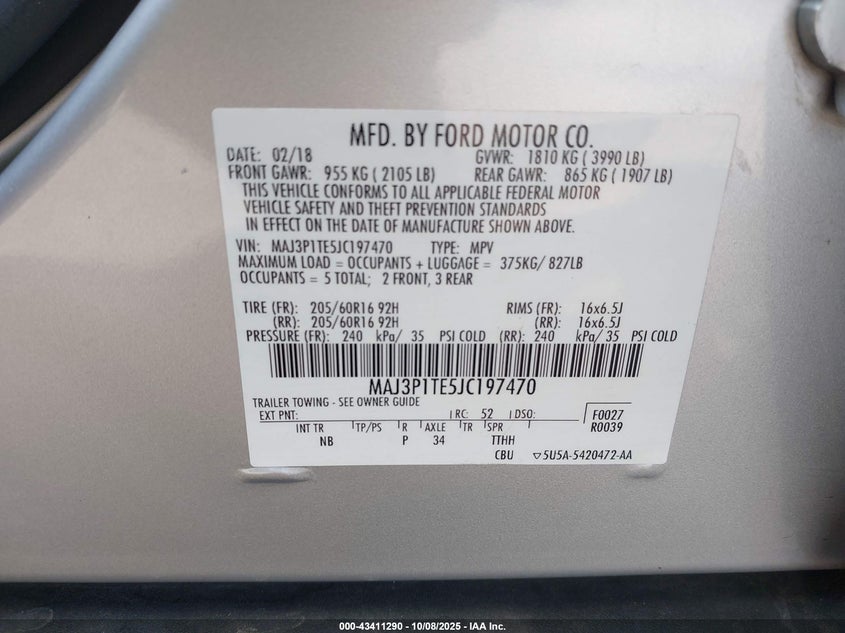 MFD. BY FORD MOTOR CO.
DATE: 02/18 GVWR: 1810 KG ( 3990 LB)
FRONT GAWR: 955 KG ( 2105 LB) REAR GAWR: 865 KG ( 1907 LB)
THIS VEHICLE CONFORMS TO ALL APPLICABLE FEDERAL MOTOR
VEHICLE SAFETY AND THEFT PREVENTION STANDARDS
IN EFFECT ON THE DATE OF MANUFACTURE SHOWN ABOVE.
VIN: MAJ3P1TE5JC197470 TYPE: MPV
MAXIMUM LOAD = OCCUPANTS + LUGGAGE = 375KG/ 827LB
OCCUPANTS = 5 TOTAL; 2 FRONT, 3 REAR
TIRE (FR): 205/60R16 92H RIMS (FR): 16x6.5J
(RR): 205/60R16 92H (RR): 16x6.5J
PRESSURE (FR): 240 kPa/ 35 PSI COLD (RR): 240 kPa/ 35 PSI COLD
MAJ3P1TE5JC197470
TRAILER TOWING - SEE OWNER GUIDE
EXT PNT: RC: 52 DSO: F0027
INT TR TP/PS R AXLE TR SPR R0039
NB P 34 TTHH
CBU ▽5U5A-5420472-AA
000-43411290 - 10/08/2025 - IAA Inc.